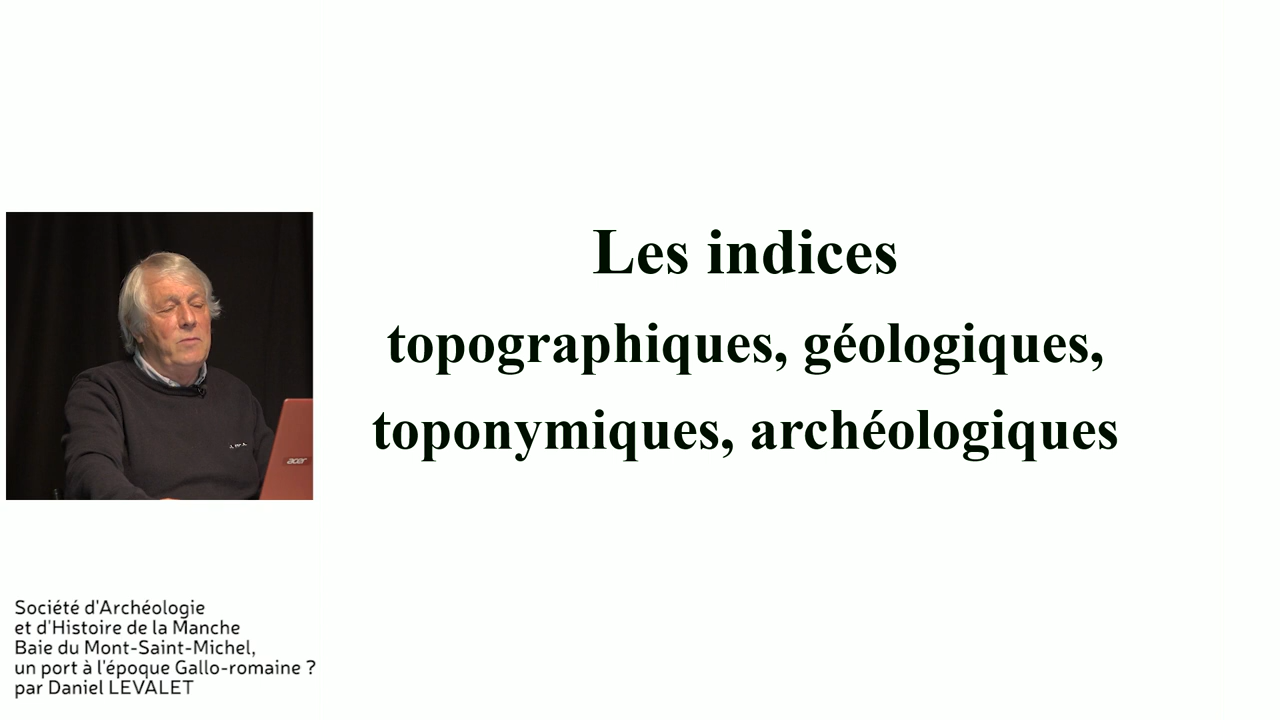 Les indices
topographiques, géologiques,
toponymiques, archéologiques
acer
Société d'Archéologie
et d'Histoire de la Manche
Baie du Mont-Saint-Michel,
un port à l'époque Gallo-romaine ?
par Daniel LEVALET